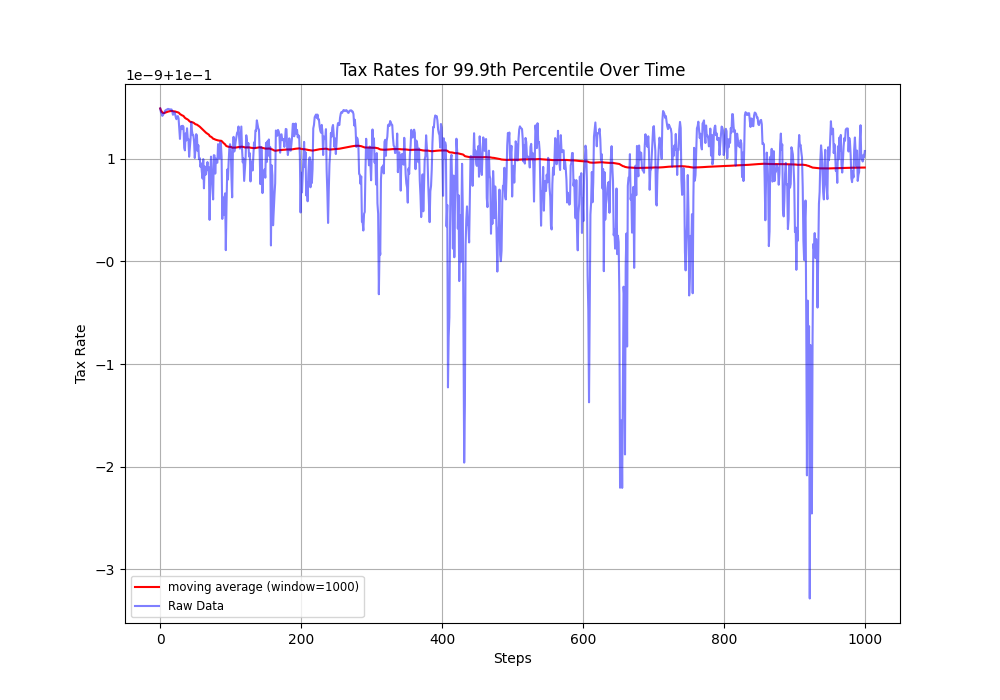 Tax Rates for 99.9th Percentile Over Time
1e−9+1e−1
1
−0
−1
−2
−3
Tax Rate
moving average (window=1000)
Raw Data
0 200 400 600 800 1000
Steps